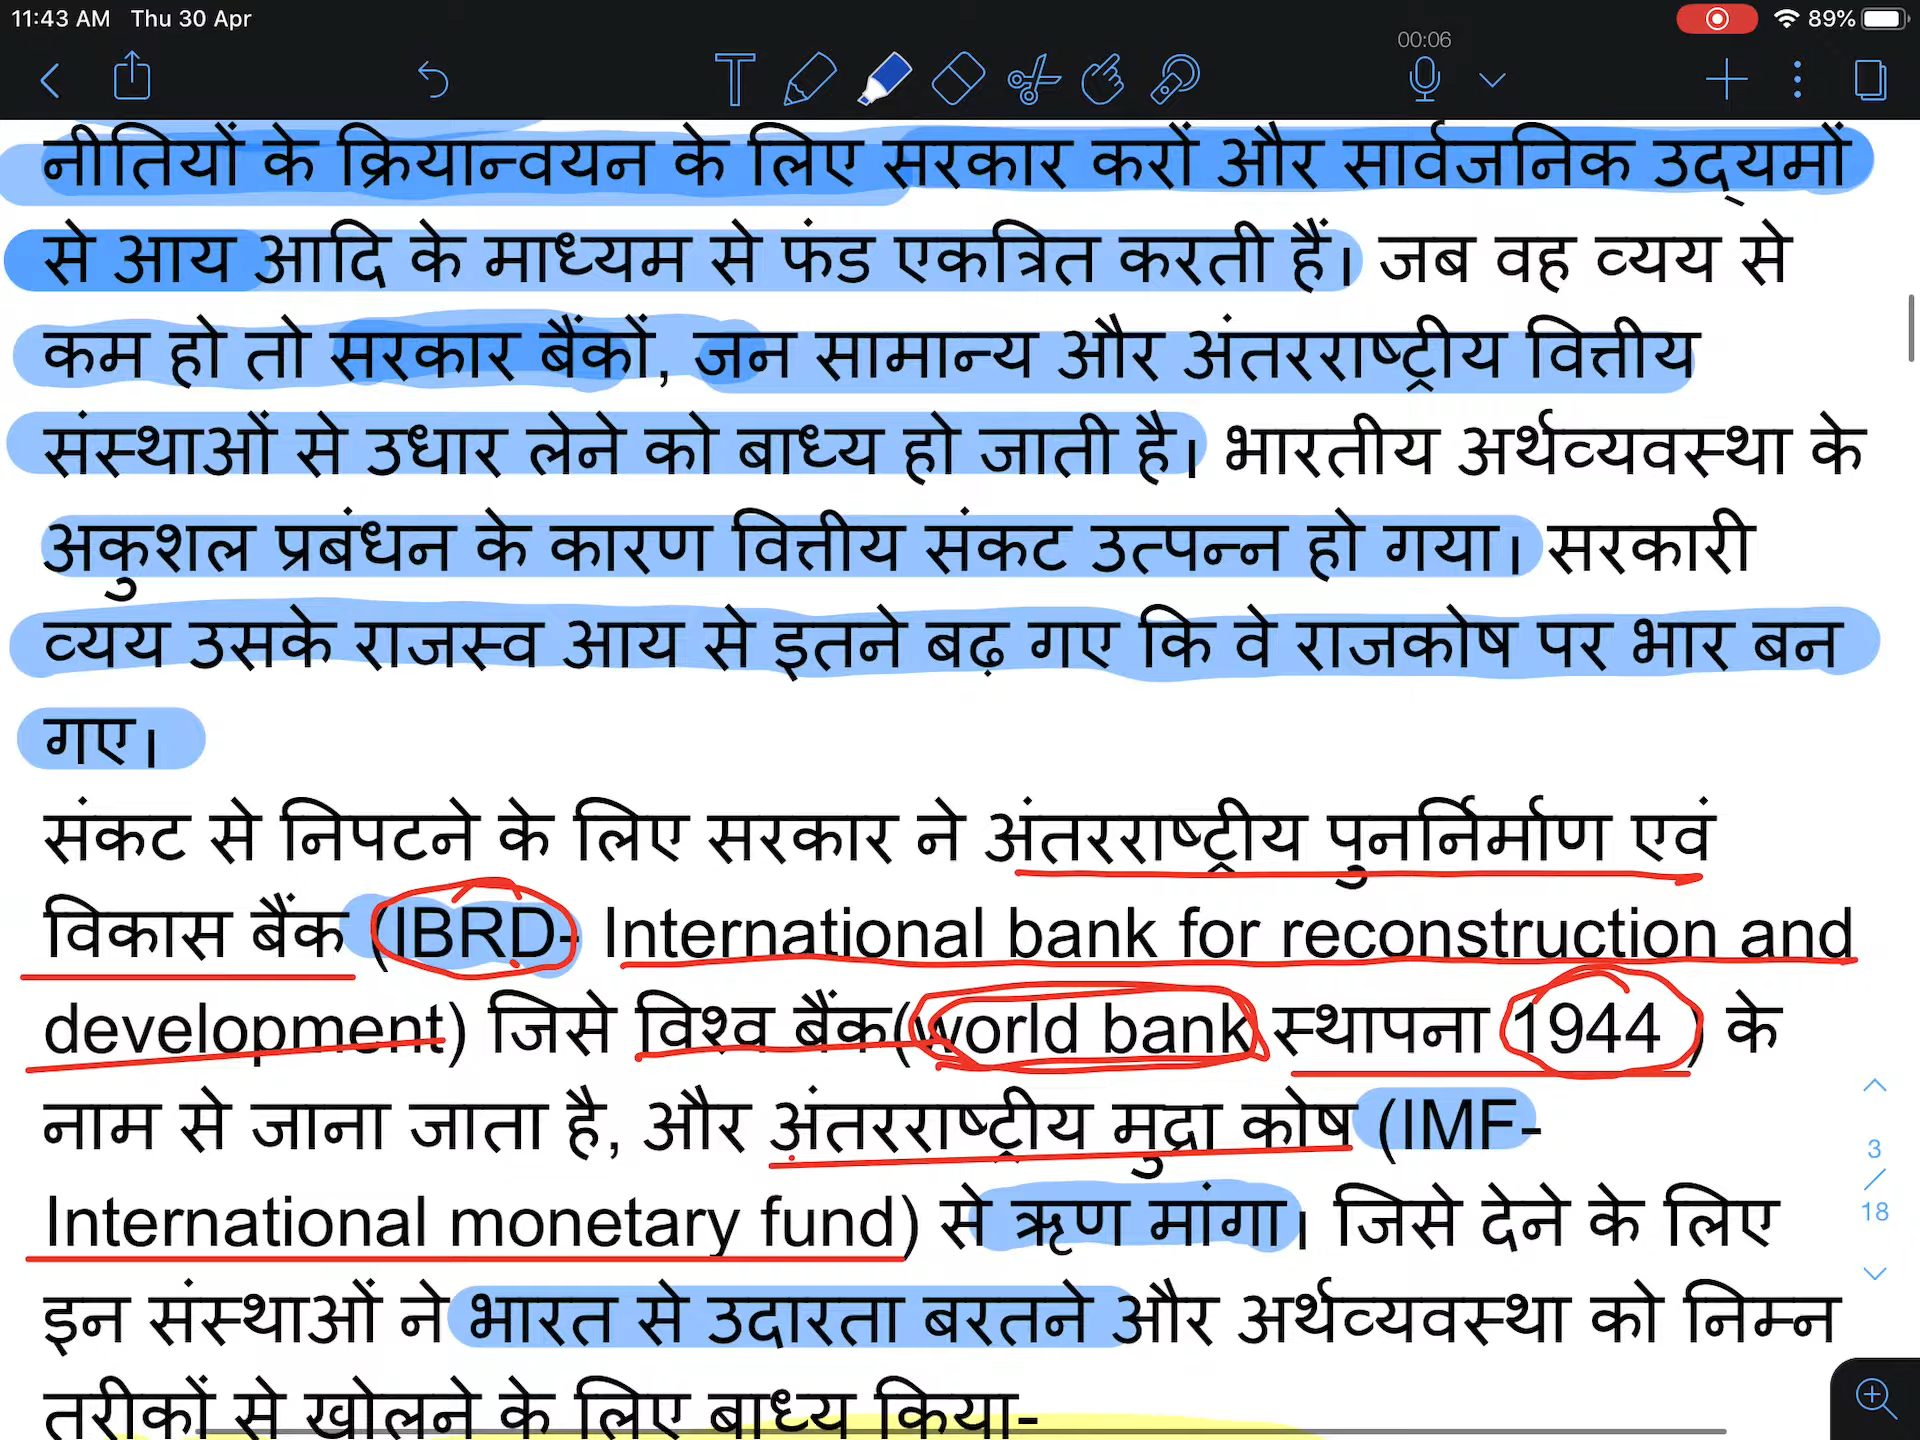 11:43 AM Thu 30 Apr
89%
00:06
नीतियों के क्रियान्वयन के लिए सरकार करों और सार्वजनिक उद्यमों
से आय आदि के माध्यम से फंड एकत्रित करती हैं। जब वह व्यय से
कम हो तो सरकार बैंकों, जन सामान्य और अंतरराष्ट्रीय वित्तीय
संस्थाओं से उधार लेने को बाध्य हो जाती है। भारतीय अर्थव्यवस्था के
अकुशल प्रबंधन के कारण वित्तीय संकट उत्पन्न हो गया। सरकारी
व्यय उसके राजस्व आय से इतने बढ़ गए कि वे राजकोष पर भार बन
गए।
संकट से निपटने के लिए सरकार ने अंतरराष्ट्रीय पुनर्निर्माण एवं
विकास बैंक (IBRD- International bank for reconstruction and
development) जिसे विश्व बैंक(world bank स्थापना 1944 ) के
नाम से जाना जाता है, और अंतरराष्ट्रीय मुद्रा कोष (IMF-
International monetary fund) से ऋण मांगा। जिसे देने के लिए
इन संस्थाओं ने भारत से उदारता बरतने और अर्थव्यवस्था को निम्न
तरीकों से खोलने के लिए बाध्य किया-
3
/
18